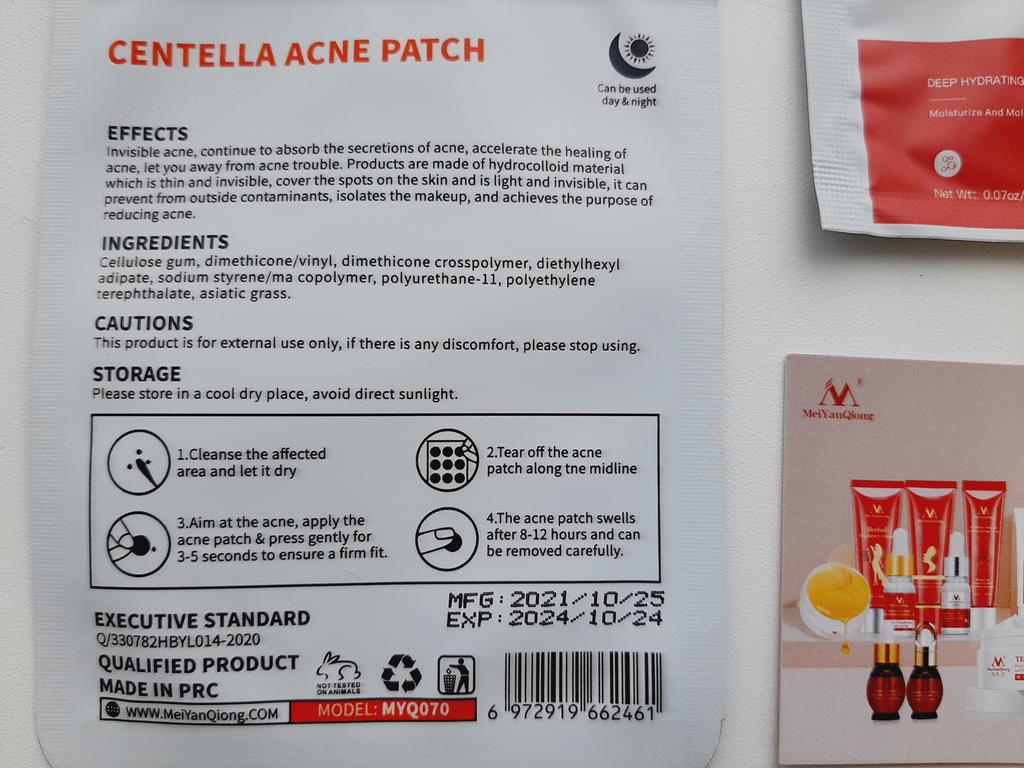 CENTELLA ACNE PATCH
Can be used
day & night
EFFECTS
Invisible acne, continue to absorb the secretions of acne, accelerate the healing of
acne, let you away from acne trouble. Products are made of hydrocolloid material
which is thin and invisible, cover the spots on the skin and is light and invisible, it can
prevent from outside contaminants, isolates the makeup, and achieves the purpose of
reducing acne.
INGREDIENTS
Cellulose gum, dimethicone/vinyl, dimethicone crosspolymer, diethylhexyl
adipate, sodium styrene/ma copolymer, polyurethane-11, polyethylene
terephthalate, asiatic grass.
CAUTIONS
This product is for external use only, if there is any discomfort, please stop using.
STORAGE
Please store in a cool dry place, avoid direct sunlight.
1.Cleanse the affected
area and let it dry
2.Tear off the acne
patch along tne midline
3.Aim at the acne, apply the
acne patch & press gently for
3-5 seconds to ensure a firm fit.
4.The acne patch swells
after 8-12 hours and can
be removed carefully.
MFG:2021/10/25
EXP:2024/10/24
EXECUTIVE STANDARD
Q/330782HBYL014-2020
QUALIFIED PRODUCT
MADE IN PRC
NOT TESTED
ON ANIMALS
WWW.MeiYanQiong.COM
MODEL: MYQ070
6 972919 662461
DEEP HYDRATING
Moisturize And Moi
Net Wt: 0.07oz/
®
MeiYanQiong
Herbal